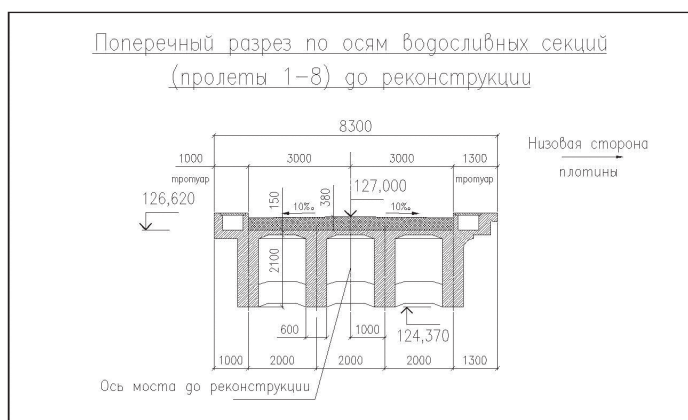 Поперечный разрез по осям водосливных секций
(пролеты 1–8) до реконструкции
8300
1000 3000 3000 1300
Низовая сторона
плотины
тротуар тротуар
126,620 150 380 127,000
10‰ 10‰
2100
600 1000 124,370
1000 2000 2000 2000 1300
Ось моста до реконструкции